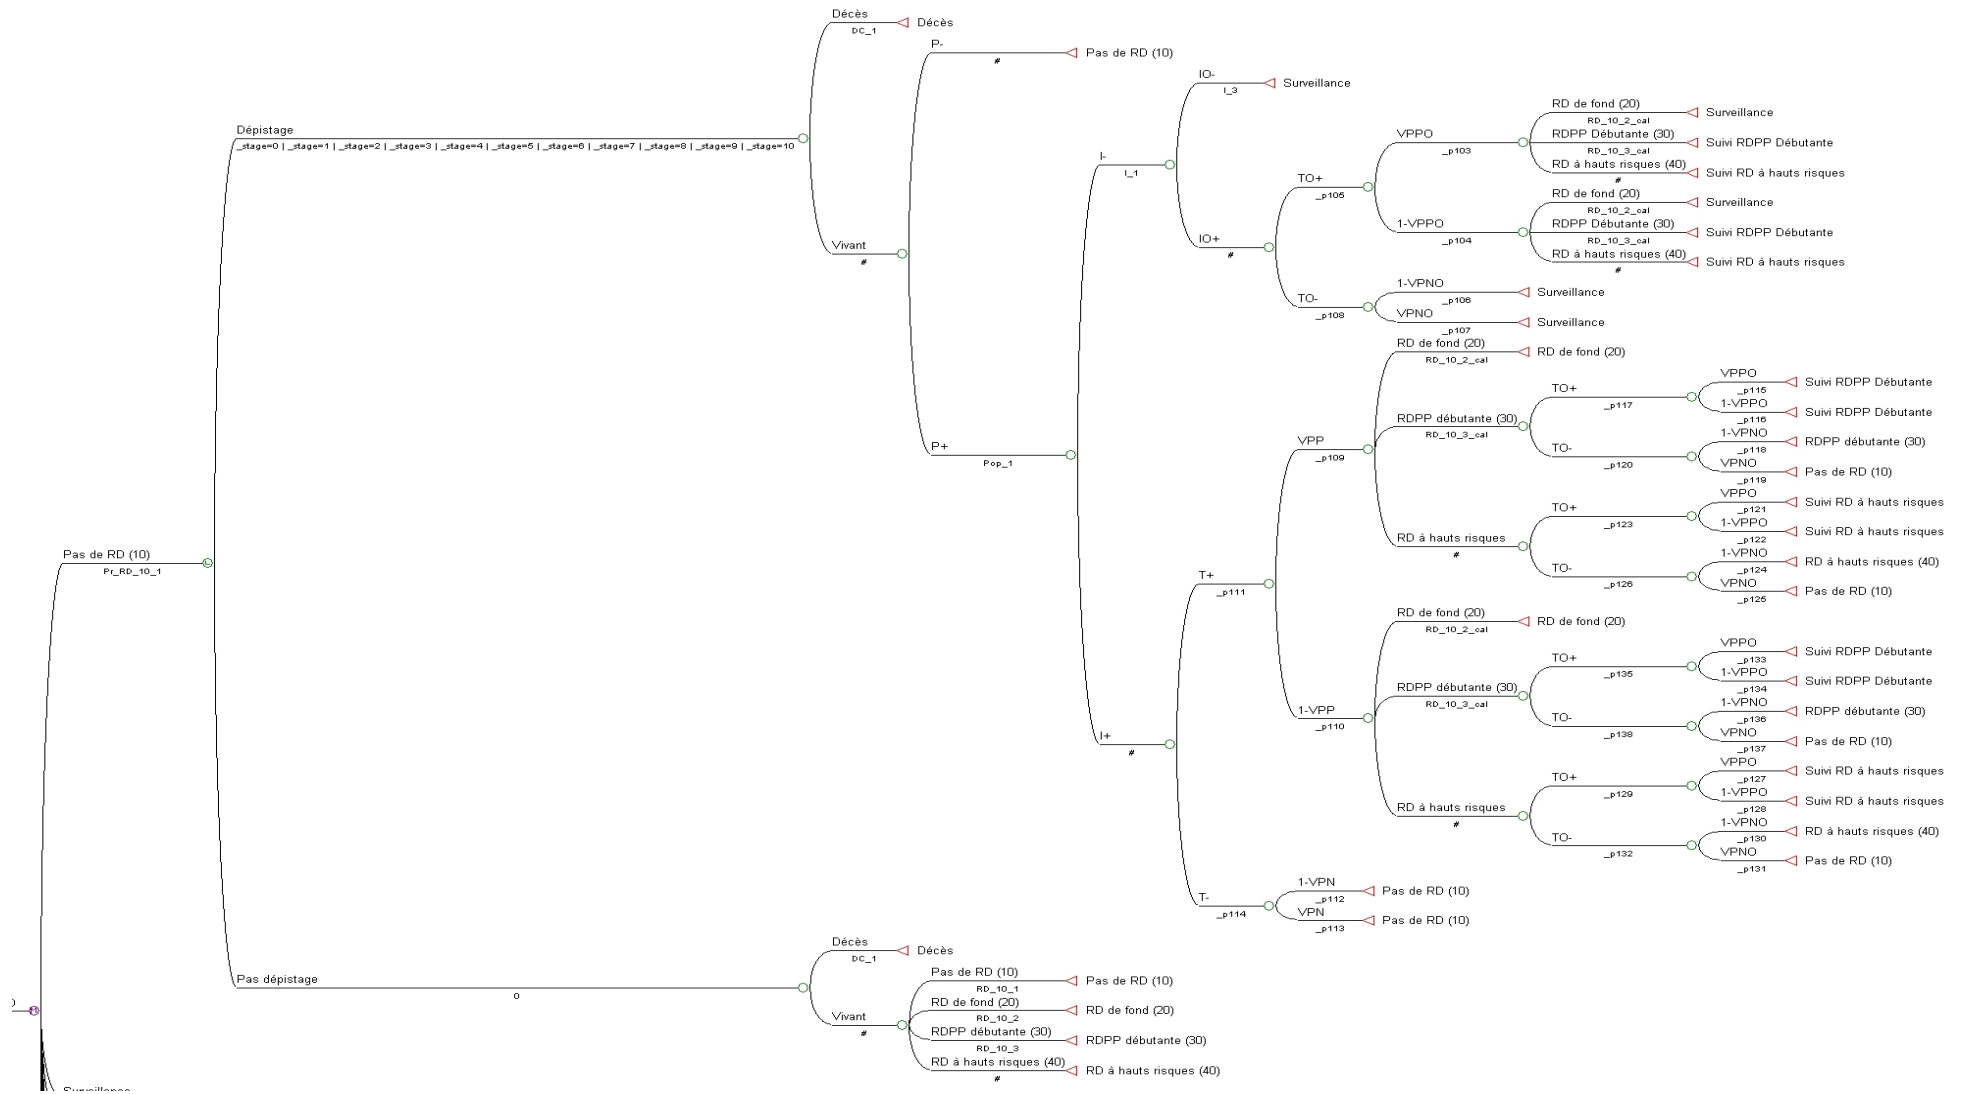 Décès
DC_1
Décès
P-
#
Pas de RD (10)
IO-
I_3
Surveillance
RD de fond (20)
RD_10_2_cal
Surveillance
Dépistage
_stage=0 | _stage=1 | _stage=2 | _stage=3 | _stage=4 | _stage=5 | _stage=6 | _stage=7 | _stage=8 | _stage=9 | _stage=10
VPPO
_p103
RDPP Débutante (30)
RD_10_3_cal
Suivi RDPP Débutante
I-
I_1
RD à hauts risques (40)
#
Suivi RD à hauts risques
TO+
_p105
RD de fond (20)
RD_10_2_cal
Surveillance
1-VPPO
_p104
RDPP Débutante (30)
RD_10_3_cal
Suivi RDPP Débutante
Vivant
#
IO+
#
RD à hauts risques (40)
#
Suivi RD à hauts risques
TO-
_p108
1-VPNO
_p106
Surveillance
VPNO
_p107
Surveillance
RD de fond (20)
RD_10_2_cal
RD de fond (20)
TO+
_p117
VPPO
_p115
Suivi RDPP Débutante
1-VPPO
_p116
Suivi RDPP Débutante
RDPP débutante (30)
RD_10_3_cal
P+
Pop_1
VPP
_p109
TO-
_p120
1-VPNO
_p118
RDPP débutante (30)
VPNO
_p119
Pas de RD (10)
TO+
_p123
VPPO
_p121
Suivi RD à hauts risques
1-VPPO
_p122
Suivi RD à hauts risques
RD à hauts risques
#
Pas de RD (10)
Pr_RD_10_1
T+
_p111
TO-
_p126
1-VPNO
_p124
RD à hauts risques (40)
VPNO
_p125
Pas de RD (10)
RD de fond (20)
RD_10_2_cal
RD de fond (20)
TO+
_p135
VPPO
_p133
Suivi RDPP Débutante
1-VPPO
_p134
Suivi RDPP Débutante
RDPP débutante (30)
RD_10_3_cal
1-VPP
_p110
TO-
_p138
1-VPNO
_p136
RDPP débutante (30)
VPNO
_p137
Pas de RD (10)
I+
#
TO+
_p129
VPPO
_p127
Suivi RD à hauts risques
1-VPPO
_p128
Suivi RD à hauts risques
RD à hauts risques
#
TO-
_p132
1-VPNO
_p130
RD à hauts risques (40)
VPNO
_p131
Pas de RD (10)
T-
_p114
1-VPN
_p112
Pas de RD (10)
VPN
_p113
Pas de RD (10)
Pas dépistage
0
Décès
DC_1
Décès
Pas de RD (10)
RD_10_1
Pas de RD (10)
RD de fond (20)
RD_10_2
RD de fond (20)
Vivant
#
RDPP débutante (30)
RD_10_3
RDPP débutante (30)
RD à hauts risques (40)
#
RD à hauts risques (40)
Surveillance